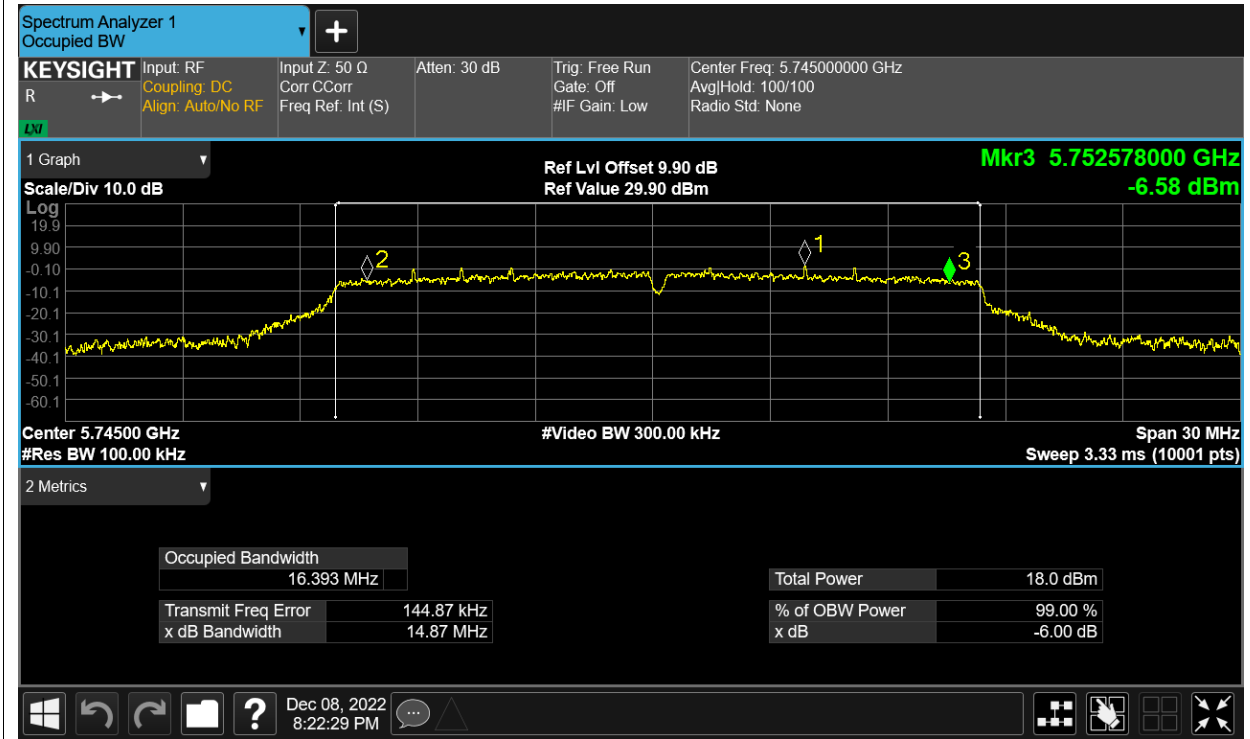 Spectrum Analyzer 1
Occupied BW
KEYSIGHT
R
LXI
Input: RF
Coupling: DC
Align: Auto/No RF
Input Z: 50 Ω
Corr CCorr
Freq Ref: Int (S)
Atten: 30 dB
Trig: Free Run
Gate: Off
#IF Gain: Low
Center Freq: 5.745000000 GHz
Avg|Hold: 100/100
Radio Std: None
1 Graph
Scale/Div 10.0 dB
Ref Lvl Offset 9.90 dB
Ref Value 29.90 dBm
Mkr3 5.752578000 GHz
-6.58 dBm
Log
19.9
9.90
-0.10
-10.1
-20.1
-30.1
-40.1
-50.1
-60.1
2
1
3
Center 5.74500 GHz
#Video BW 300.00 kHz
Span 30 MHz
#Res BW 100.00 kHz
Sweep 3.33 ms (10001 pts)
2 Metrics
Occupied Bandwidth
16.393 MHz
Transmit Freq Error 144.87 kHz
x dB Bandwidth 14.87 MHz
Total Power 18.0 dBm
% of OBW Power 99.00 %
x dB -6.00 dB
?
Dec 08, 2022
8:22:29 PM